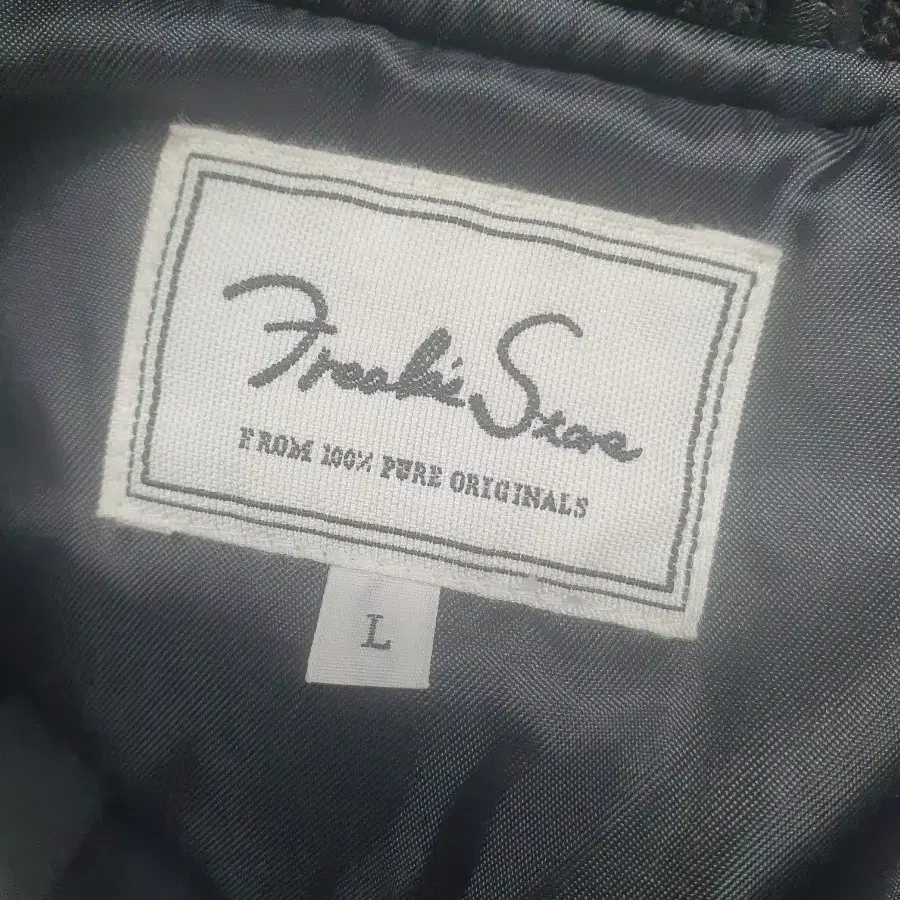 Freak's Store
FROM 100% PURE ORIGINALS
L